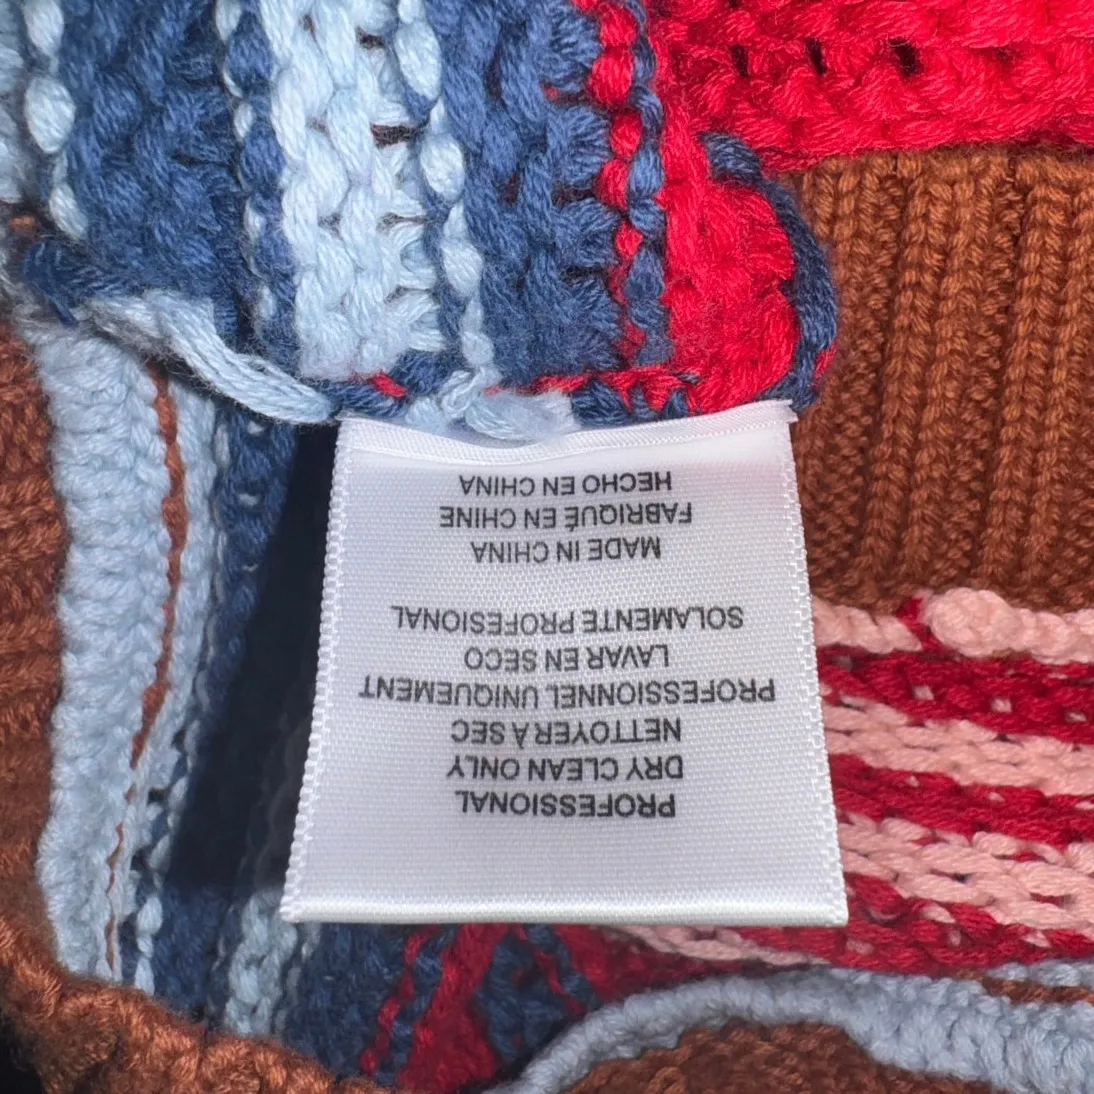 PROFESSIONAL
DRY CLEAN ONLY
NETTOYER À SEC
PROFESSIONNEL UNIQUEMENT
LAVAR EN SECO
SOLAMENTE PROFESIONAL
MADE IN CHINA
FABRIQUÉ EN CHINE
HECHO EN CHINA